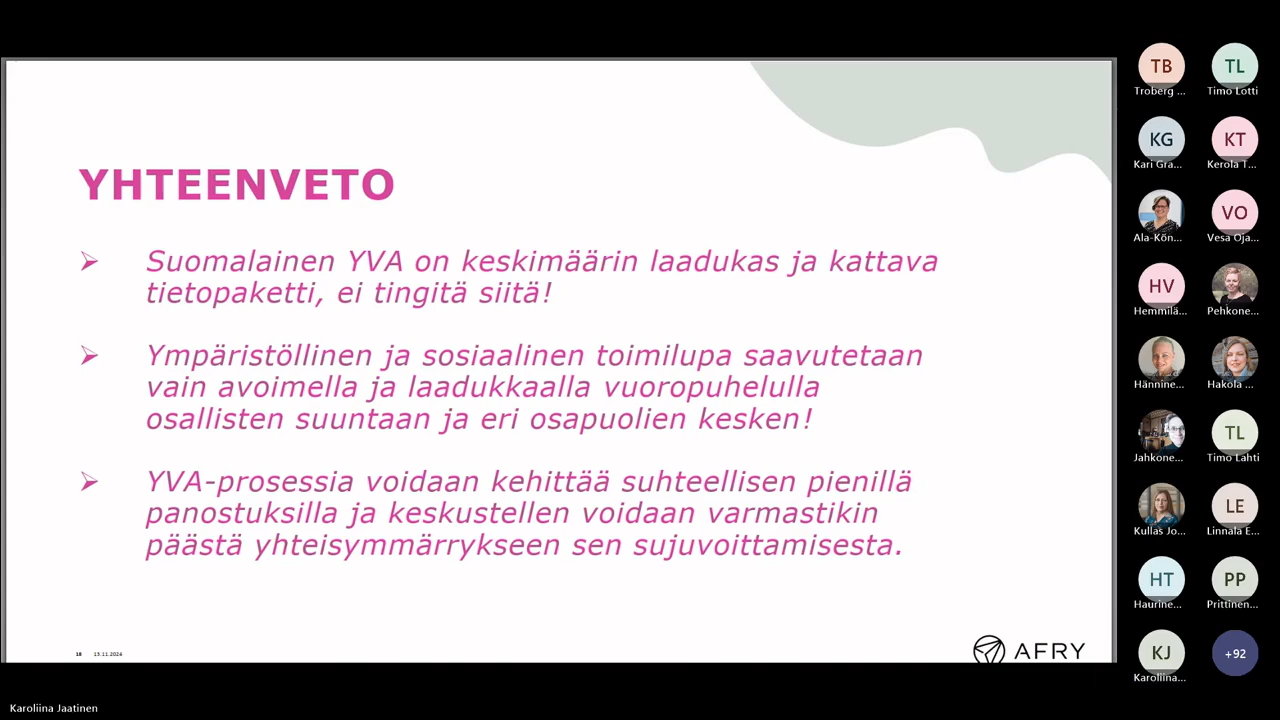 YHTEENVETO
➢ Suomalainen YVA on keskimäärin laadukas ja kattava
tietopaketti, ei tingitä siitä!
➢ Ympäristöllinen ja sosiaalinen toimilupa saavutetaan
vain avoimella ja laadukkaalla vuoropuhelulla
osallisten suuntaan ja eri osapuolien kesken!
➢ YVA-prosessia voidaan kehittää suhteellisen pienillä
panostuksilla ja keskustellen voidaan varmastikin
päästä yhteisymmärrykseen sen sujuvoittamisesta.
18 13.11.2024
AFRY
TB TL
Troberg ... Timo Lotti
KG KT
Kari Gra... Kerola T...
VO
Ala-Kön... Vesa Oja...
HV
Hemmilä... Pehkone...
Hännine... Hakola ...
TL
Jahkone... Timo Lahti
LE
Kullas Jo... Linnala E...
HT PP
Haurine... Prittinen...
KJ +92
Karoliina...
Karoliina Jaatinen